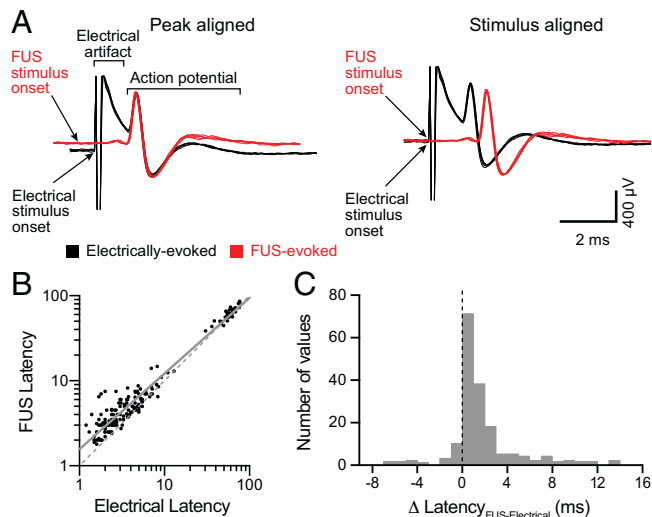 A
Peak aligned
Stimulus aligned
Electrical
artifact
FUS
stimulus
onset
Action potential
Electrical
stimulus
onset
FUS
stimulus
onset
Electrical
stimulus
onset
400 µV
2 ms
Electrically-evoked FUS-evoked
B
FUS Latency
100
10
1
1 10 100
Electrical Latency
C
Number of values
80
60
40
20
0
-8 -4 0 4 8 12 16
Δ Latency FUS-Electrical (ms)